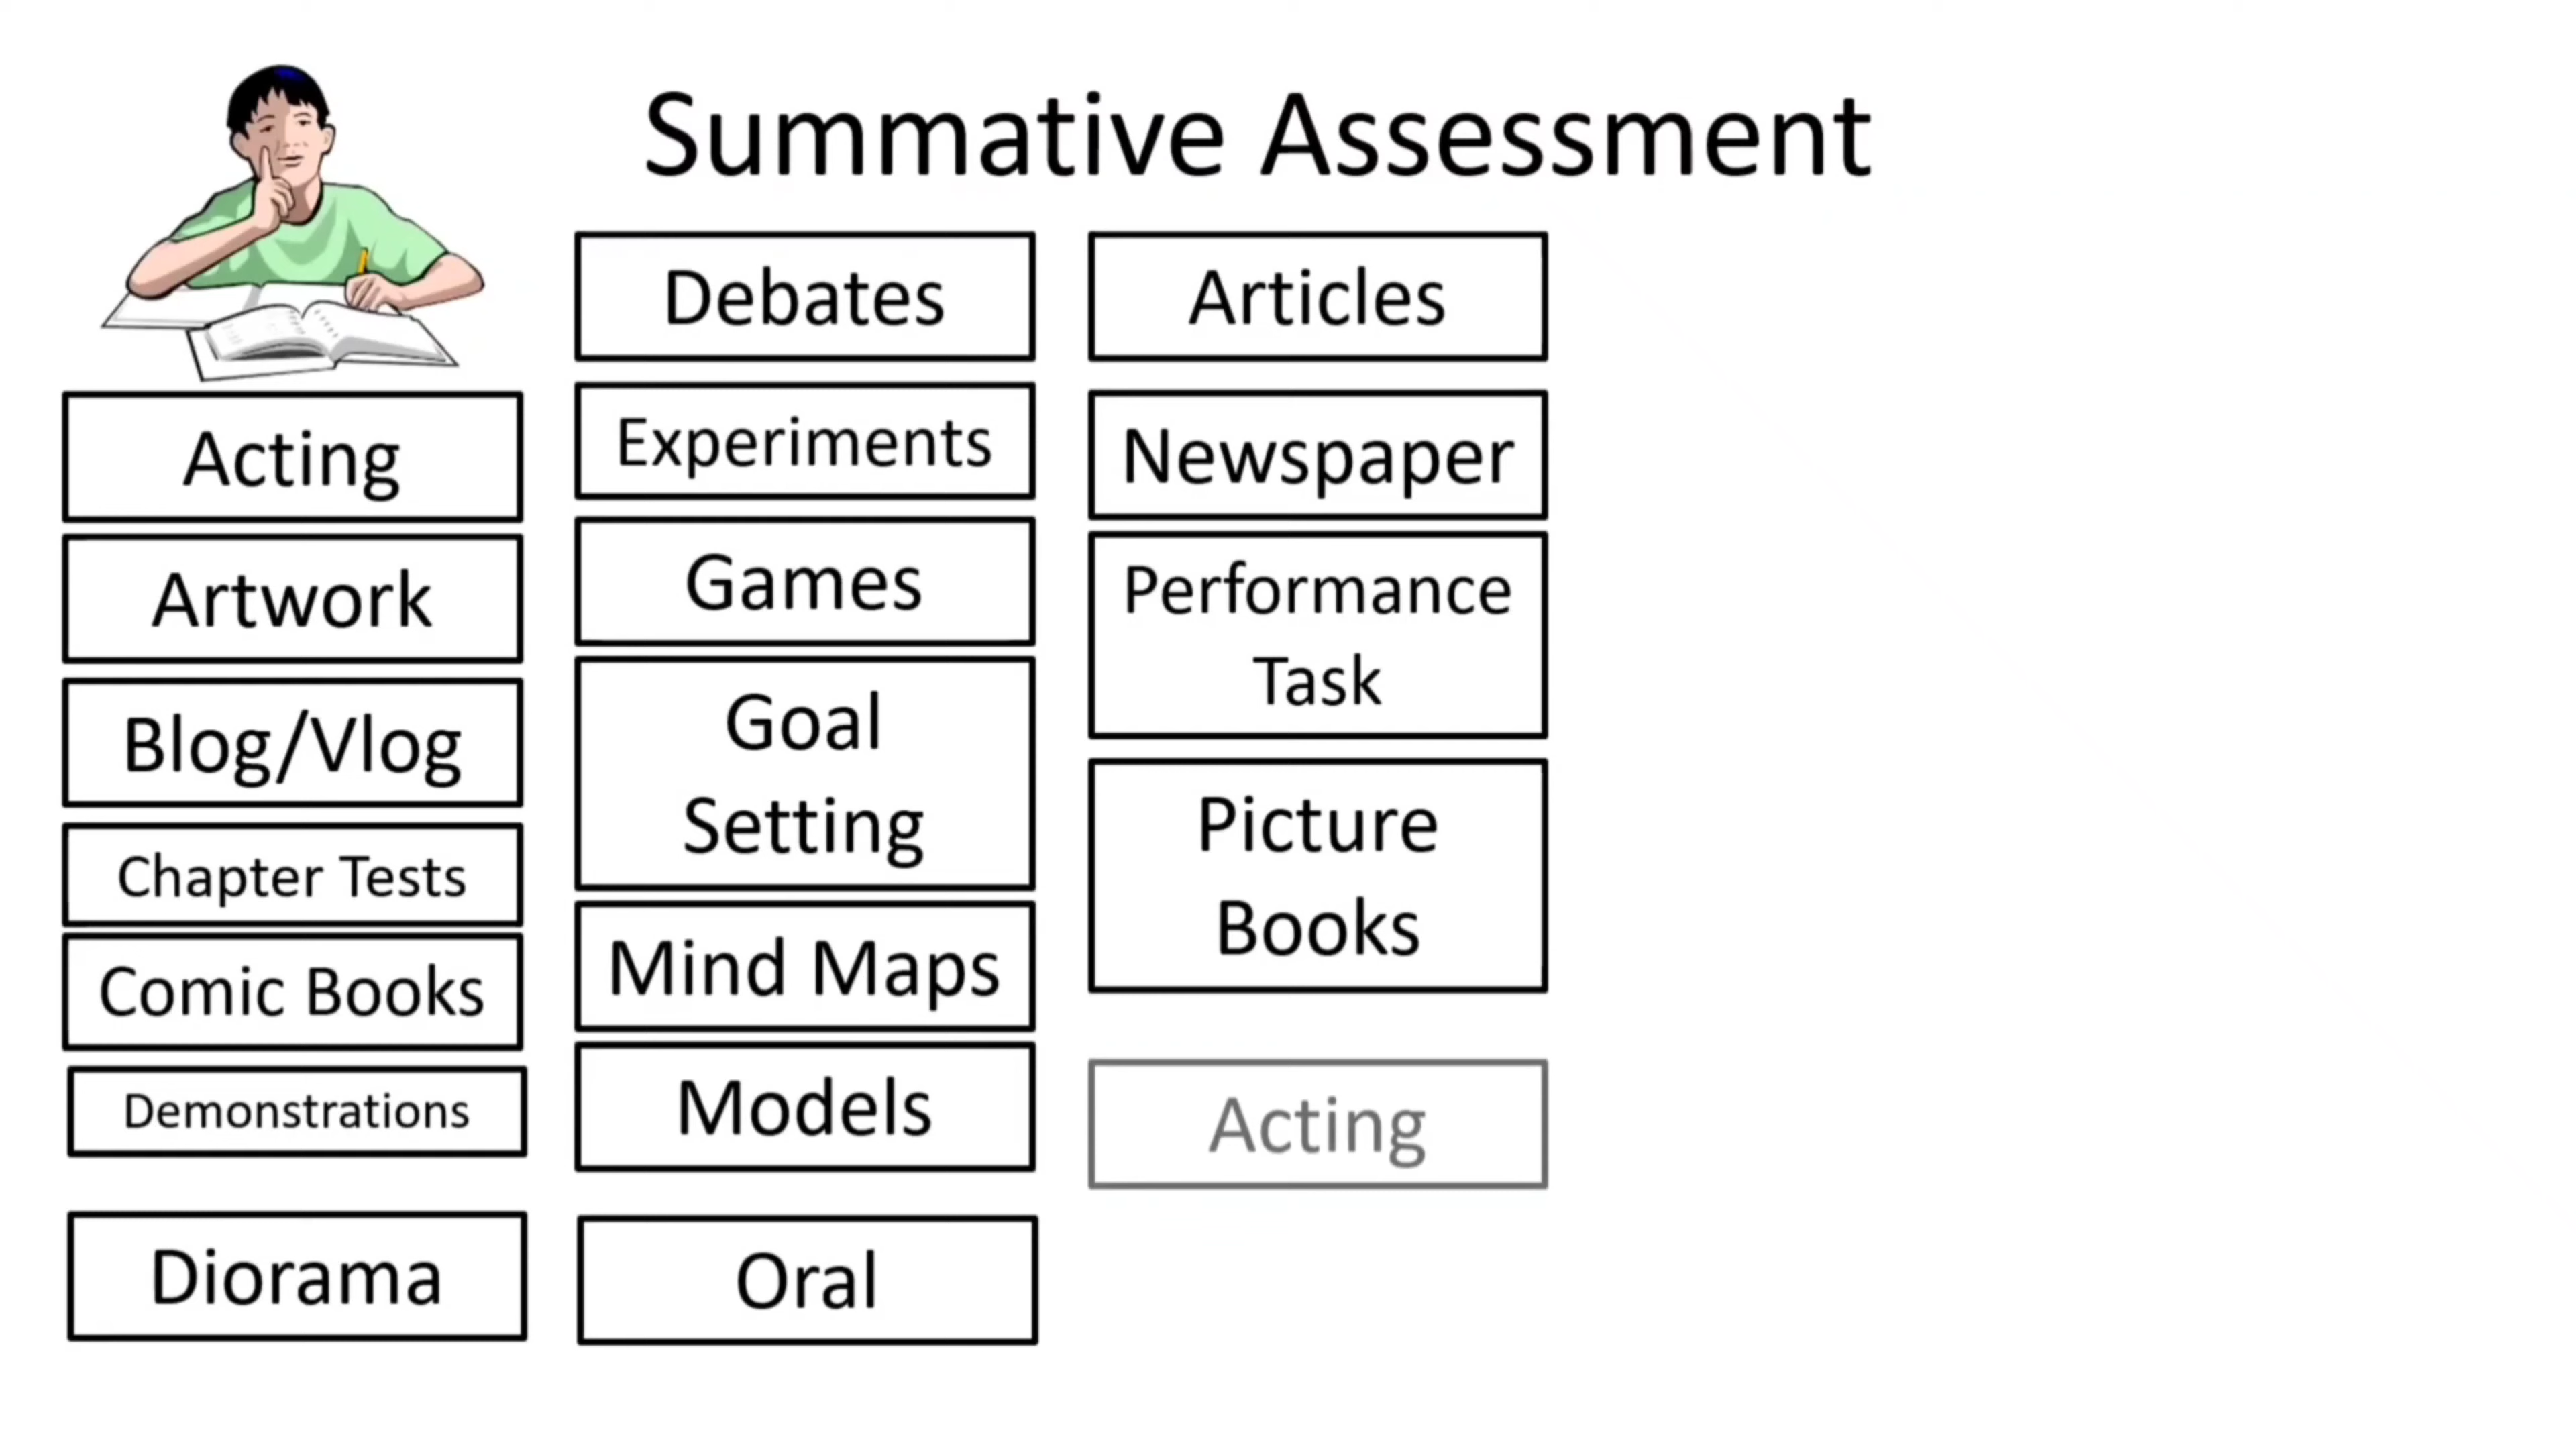 Summative Assessment
Acting
Artwork
Blog/Vlog
Chapter Tests
Comic Books
Demonstrations
Diorama
Debates
Experiments
Games
Goal
Setting
Mind Maps
Models
Oral
Articles
Newspaper
Performance
Task
Picture
Books
Acting